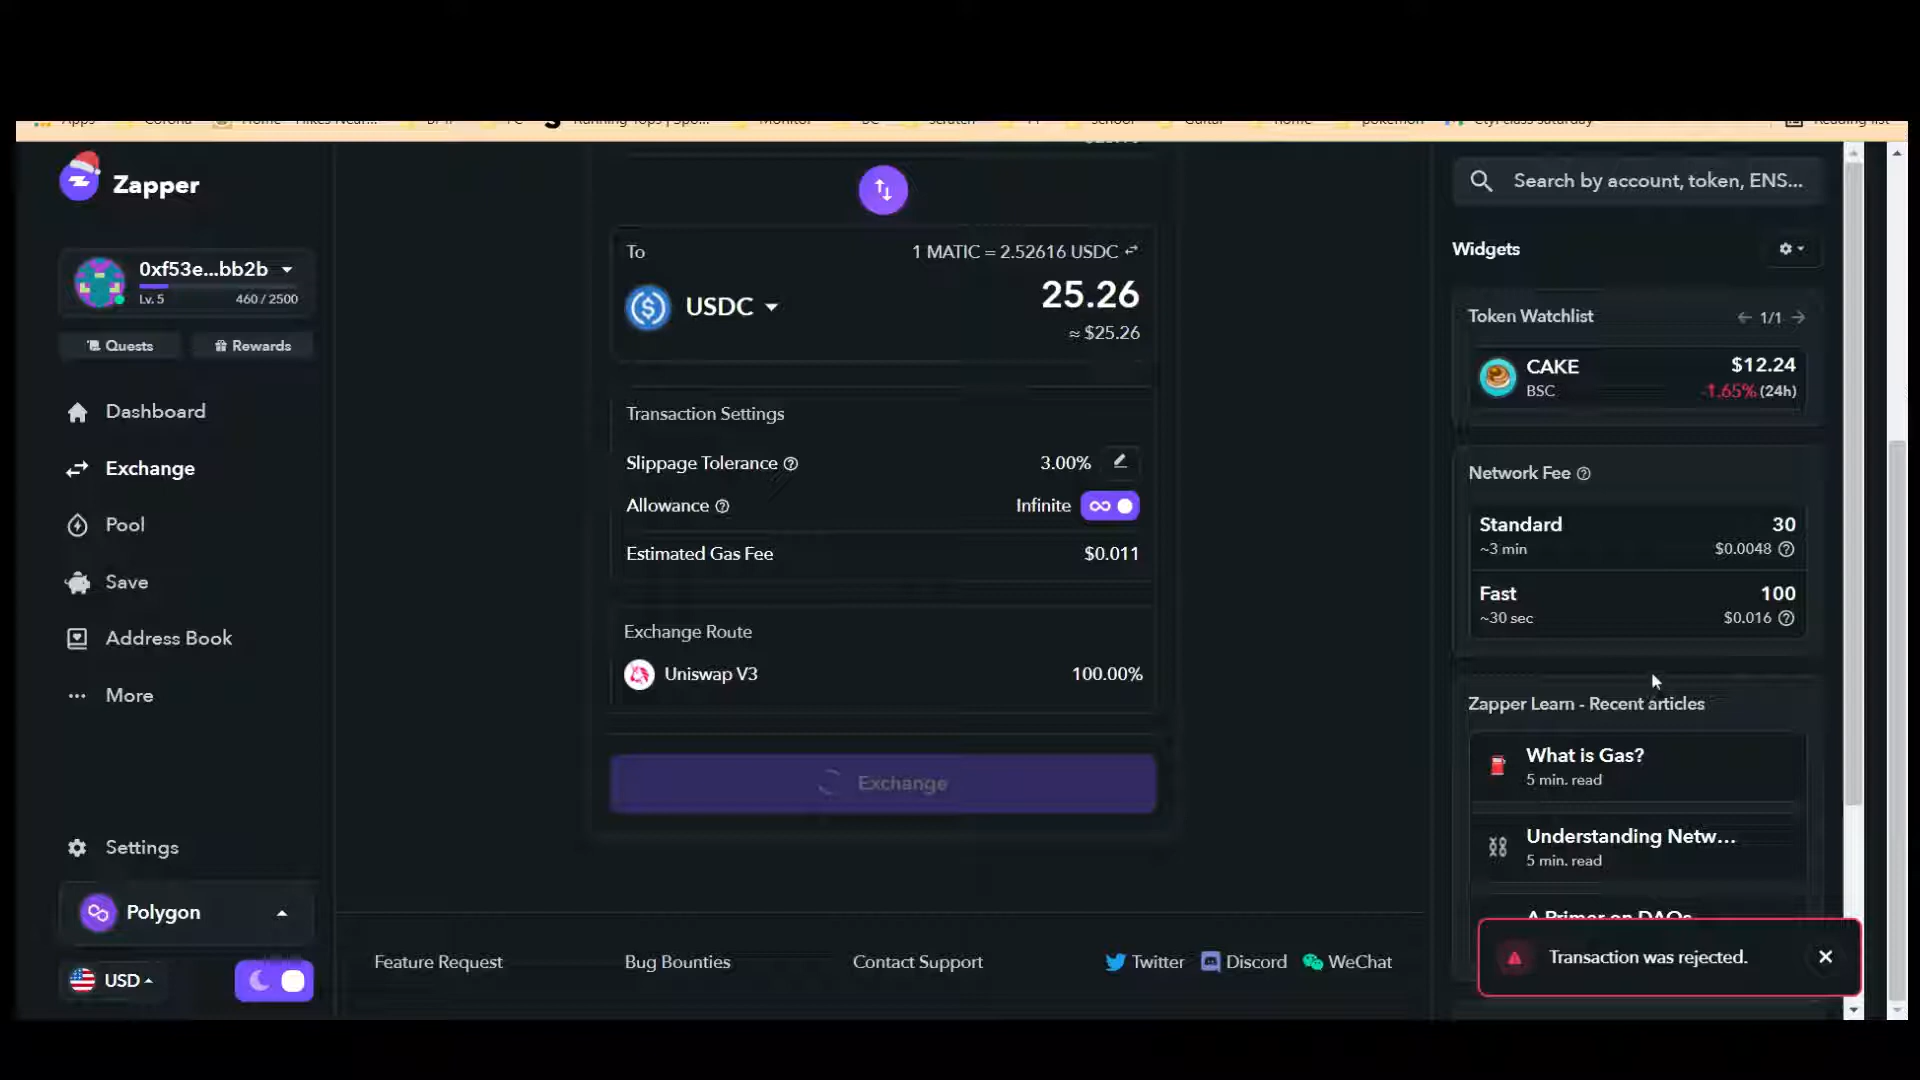 Zapper
0xf53e...bb2b
Lv. 5
460 / 2500
Quests
Rewards
Dashboard
Exchange
Pool
Save
Address Book
More
Settings
Polygon
USD
To
1 MATIC = 2.52616 USDC
USDC
25.26
≈ $25.26
Transaction Settings
Slippage Tolerance
3.00%
Allowance
Infinite
Estimated Gas Fee
$0.011
Exchange Route
Uniswap V3
100.00%
Exchange
Feature Request
Bug Bounties
Contact Support
Twitter
Discord
WeChat
Search by account, token, ENS...
Widgets
Token Watchlist
1/1
CAKE
$12.24
BSC
-1.65% (24h)
Network Fee
Standard
30
~3 min
$0.0048
Fast
100
~30 sec
$0.016
Zapper Learn - Recent articles
What is Gas?
5 min. read
Understanding Netw...
5 min. read
A Primer on DAOs
Transaction was rejected.